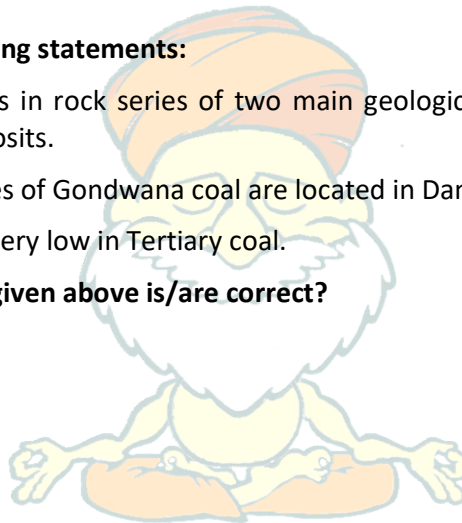 ng statements:
s in rock series of two main geologic
osits.
es of Gondwana coal are located in Dar
ery low in Tertiary coal.
given above is/are correct?